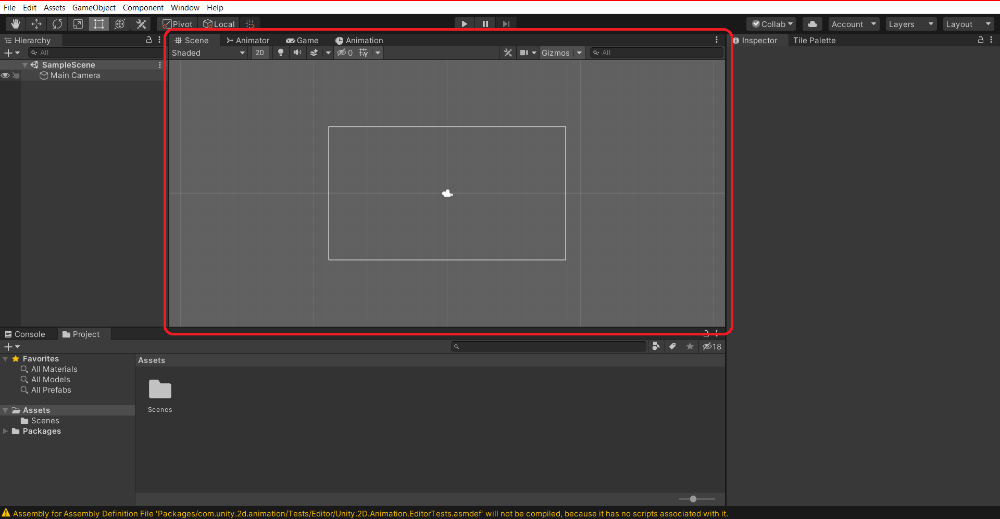 File Edit Assets GameObject Component Window Help
Pivot Local Collab Account Layers Layout
Hierarchy
All
SampleScene
Main Camera
Scene Animator Game Animation
Shaded 2D 0 Gizmos All
Inspector Tile Palette
Console Project
18
Favorites
All Materials
All Models
All Prefabs
Assets
Scenes
Packages
Assets
Scenes
Assembly for Assembly Definition File 'Packages/com.unity.2d.animation/Tests/Editor/Unity.2D.Animation.EditorTests.asmdef' will not be compiled, because it has no scripts associated with it.